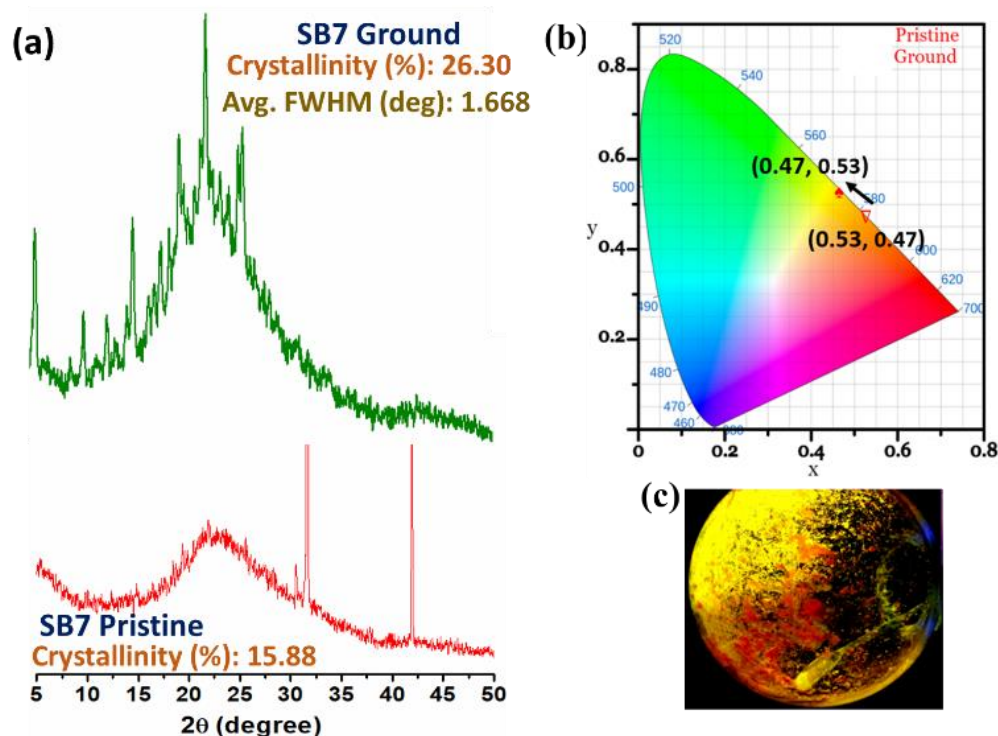 (a)
SB7 Ground
Crystallinity (%): 26.30
Avg. FWHM (deg): 1.668
SB7 Pristine
Crystallinity (%): 15.88
5 10 15 20 25 30 35 40 45 50
2θ (degree)
(b)
Pristine
Ground
520
540
560
500
580
600
620
700
490
480
470
460
(0.47, 0.53)
(0.53, 0.47)
0.8
0.6
y
0.4
0.2
0 0.2 0.4 0.6 0.8
x
(c)